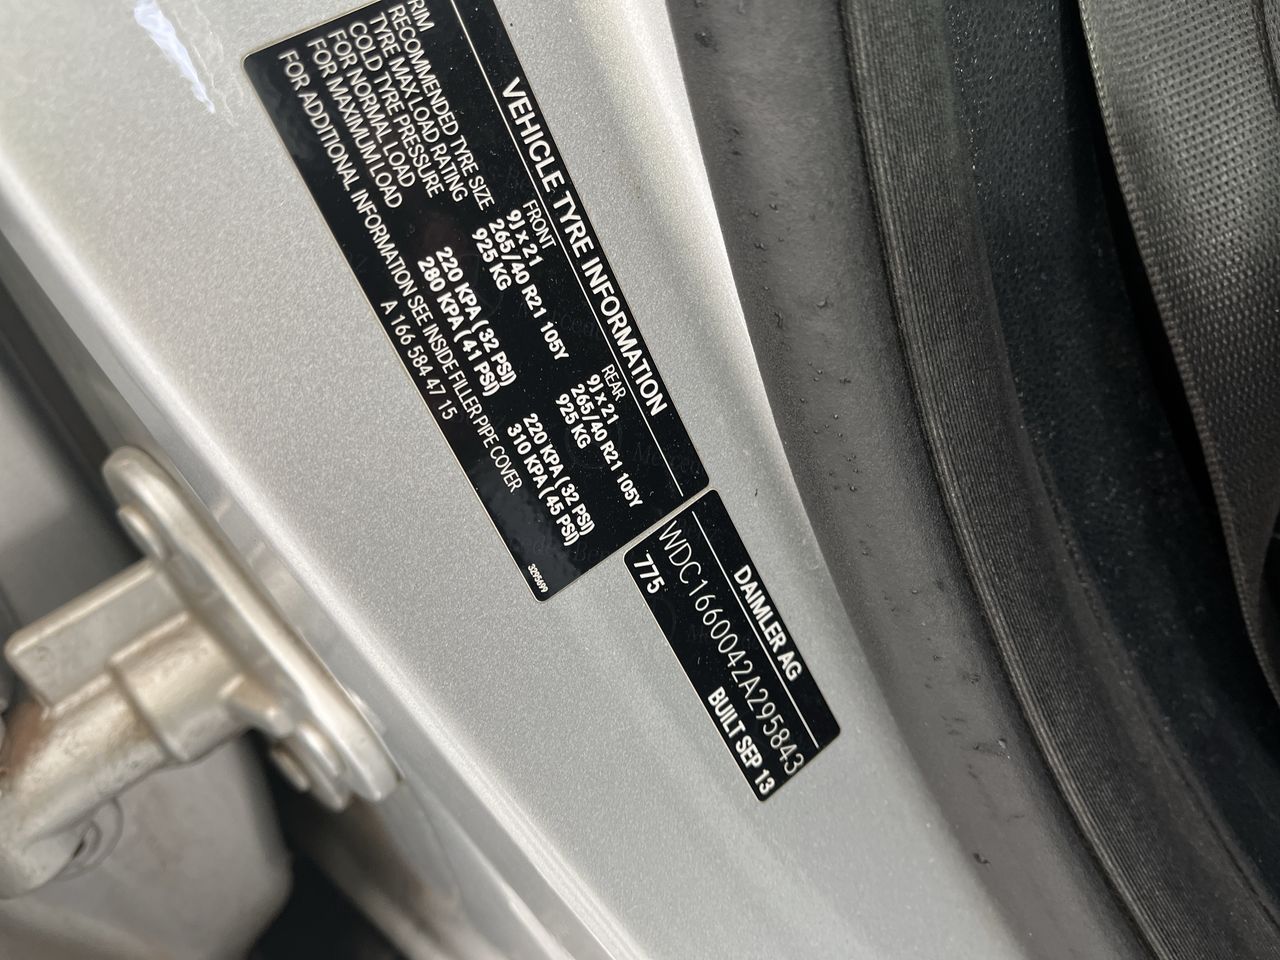 VEHICLE TYRE INFORMATION
FRONT REAR
RIM 9J x 21 9J x 21
RECOMMENDED TYRE SIZE 265/40 R21 105Y 265/40 R21 105Y
TYRE MAX LOAD RATING 925 KG 925 KG
COLD TYRE PRESSURE
FOR NORMAL LOAD 220 KPA ( 32 PSI) 220 KPA ( 32 PSI)
FOR MAXIMUM LOAD 280 KPA ( 41 PSI) 310 KPA ( 45 PSI)
FOR ADDITIONAL INFORMATION SEE INSIDE FILLER PIPE COVER
A 166 584 47 15
3295699
DAIMLER AG
WDC1660042A295843
775 BUILT SEP 13